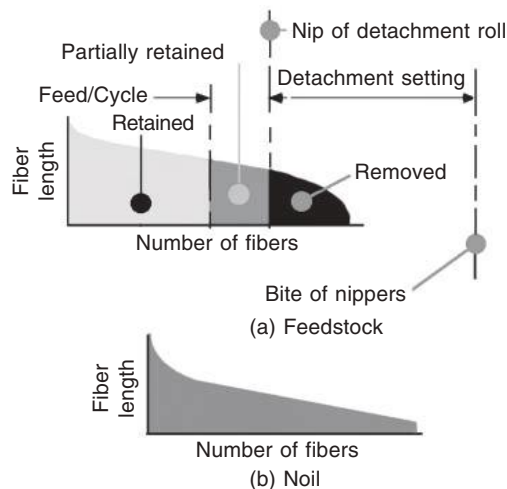 Nip of detachment roll
Partially retained
Detachment setting
Feed/Cycle
Retained
Removed
Fiber
length
Number of fibers
Bite of nippers
(a) Feedstock
Fiber
length
Number of fibers
(b) Noil